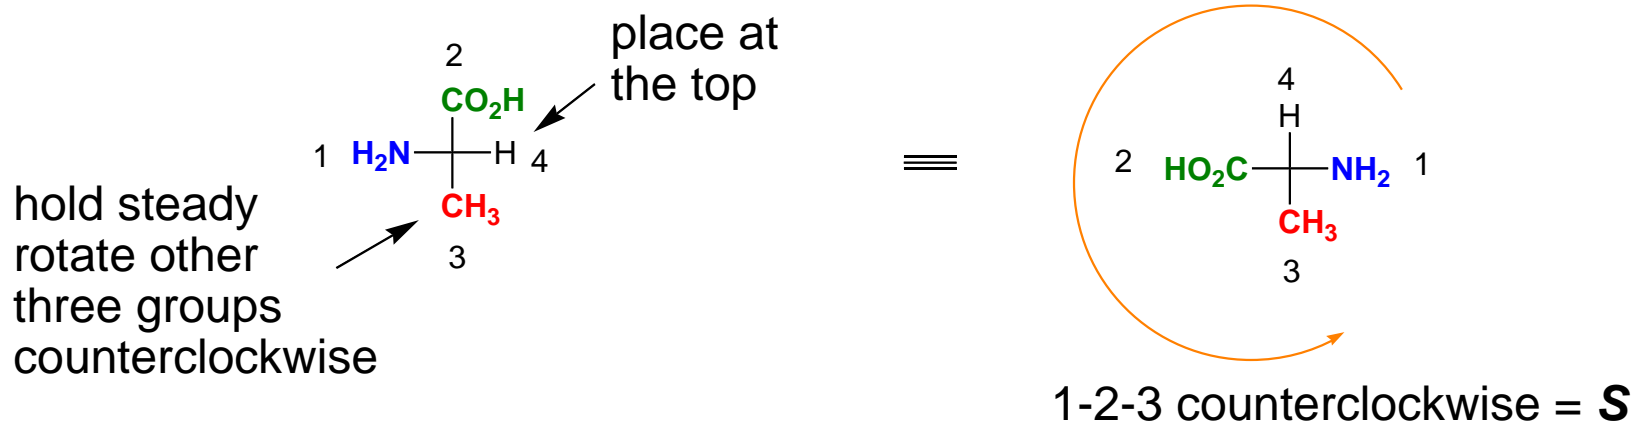 place at
the top
2
CO₂H
1 H₂N H 4
CH₃
3
hold steady
rotate other
three groups
counterclockwise
4
H
2 HO₂C NH₂ 1
CH₃
3
1-2-3 counterclockwise = S